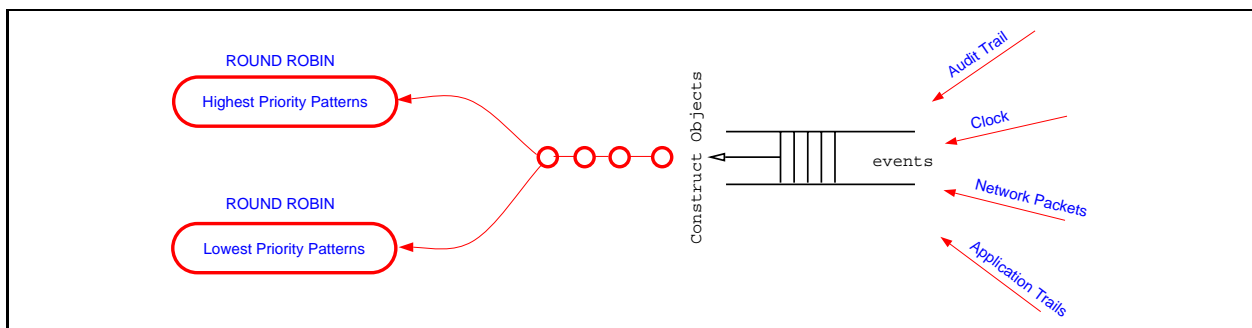 ROUND ROBIN
Highest Priority Patterns
ROUND ROBIN
Lowest Priority Patterns
Construct Objects
events
Audit Trail
Clock
Network Packets
Application Trails